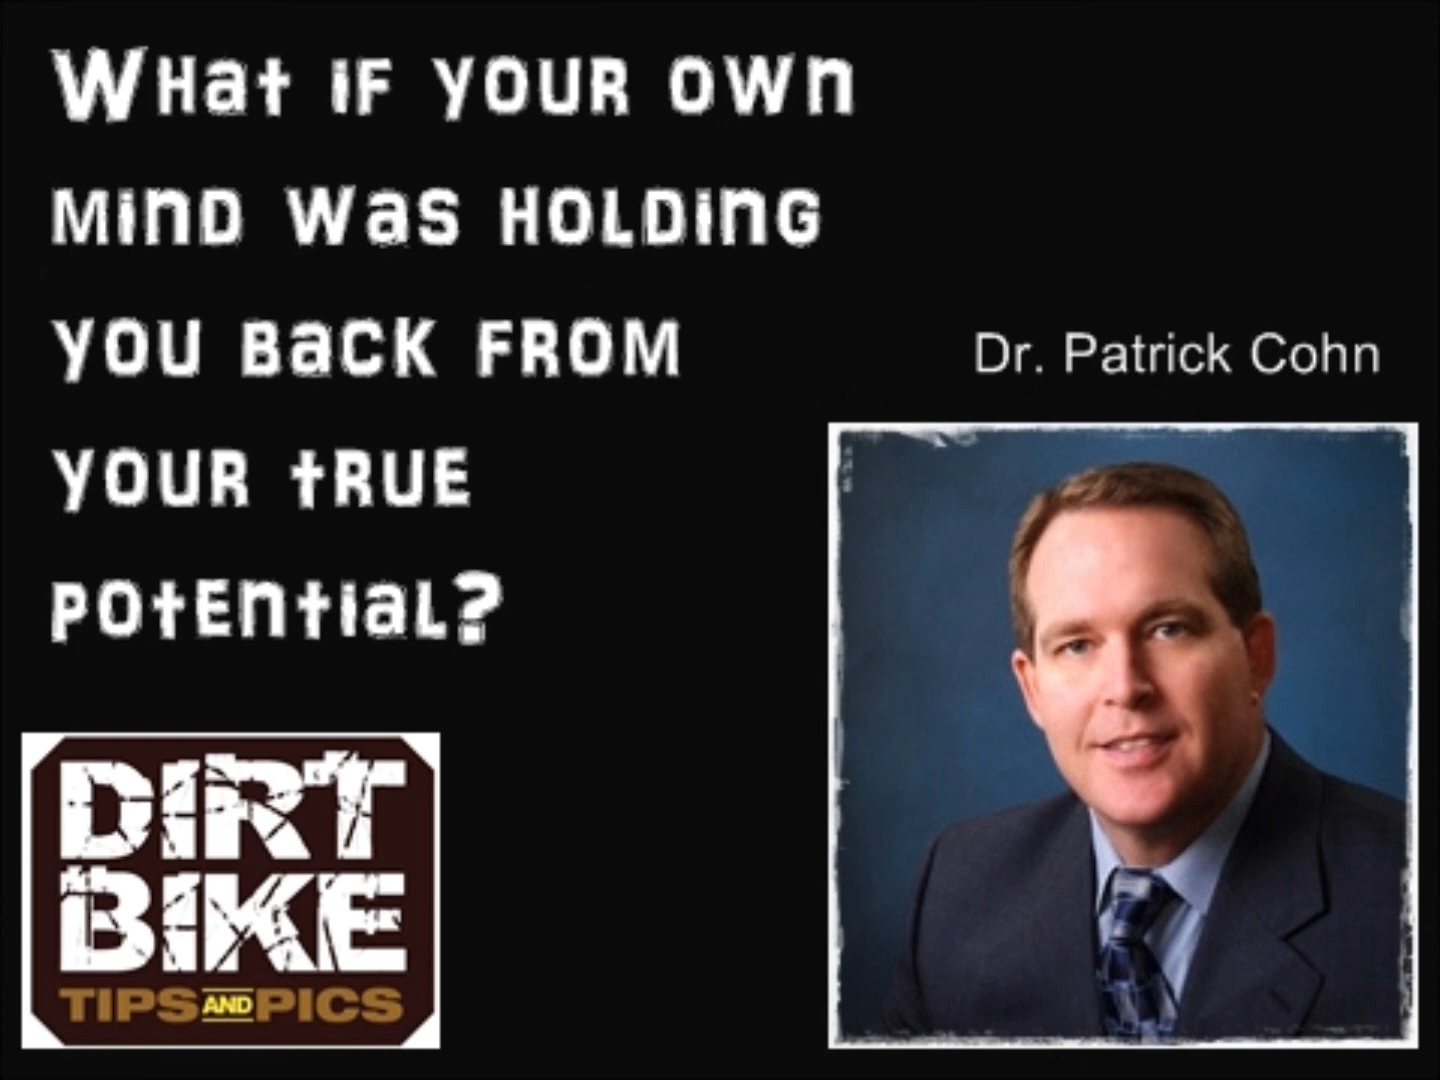 What if your own
mind was holding
you back from
your true
potential?
Dr. Patrick Cohn
DIRT
BIKE
TIPS AND PICS